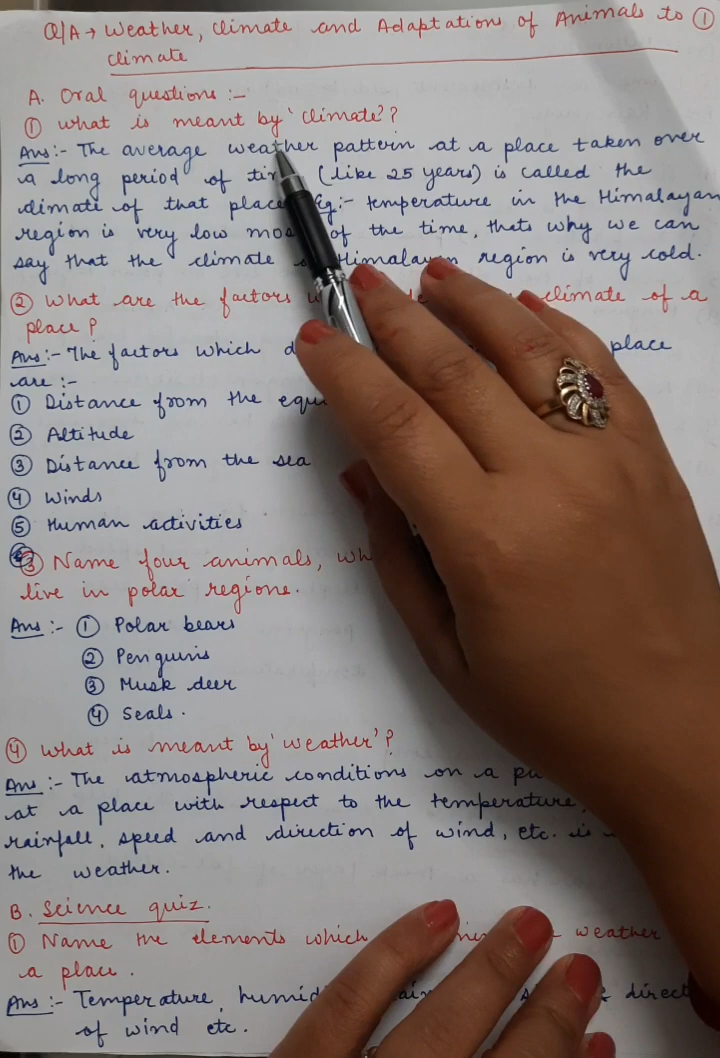 Q/A → Weather, climate and Adaptations of Animals to ①
climate
A. Oral questions :-
① what is meant by 'climate'?
Ans:- The average weather pattern at a place taken over
a long period of (like 25 years) is called the
climate of that place Eg:- temperature in the Himalayan
region is very low of the time, thats why we can
say that the climate Himalayan region is very cold.
② What are the factors climate of a
place?
Ans:- The factors which place
are :-
① Distance from the
② Altitude
③ Distance from the sea
④ Winds
⑤ Human activities
③ Name four animals,
live in polar regions.
Ans:- ① Polar bears
② Penguins
③ Musk deer
④ Seals.
④ What is meant by 'weather'?
Ans:- The atmospheric conditions on a
at a place with respect to the temperature,
rainfall, speed and direction of wind, etc. is
the weather.
B. Science quiz.
① Name the elements which weather
a place.
Ans:- Temperature,
of wind etc.